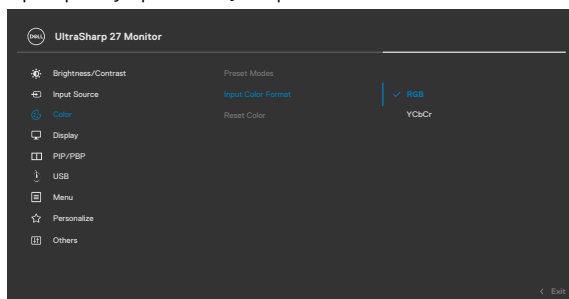 DELL UltraSharp 27 Monitor
Brightness/Contrast Preset Modes
Input Source Input Color Format RGB
Color Reset Color YCbCr
Display
PIP/PBP
USB
Menu
Personalize
Others
Exit